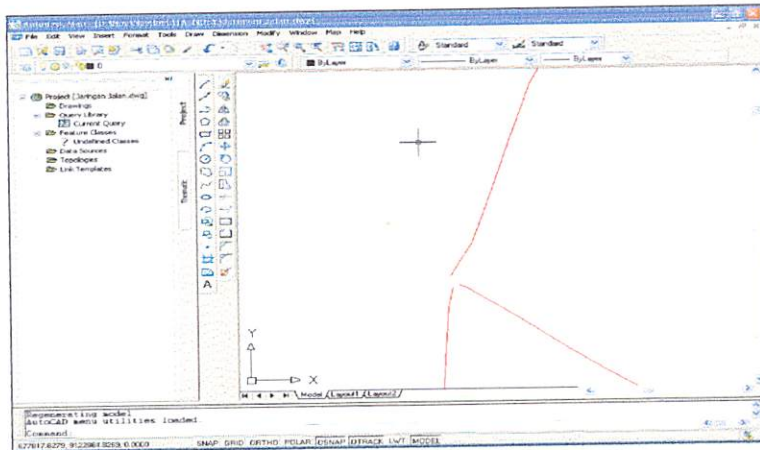 File Edit View Insert Format Tools Draw Dimension Modify Window Map Help
Standard Standard
0 ByLayer ByLayer ByLayer
Project [Jaringan Jalan.dwg]
Drawings
Query Library
Current Query
Feature Classes
? Undefined Classes
Data Sources
Topologies
Link Templates
Project
A
Y
X
Model Layout1 Layout2
Regenerating model
AutoCAD menu utilities loaded
Command:
SNAP GRID ORTHO POLAR OSNAP OTRACK LWT MODEL